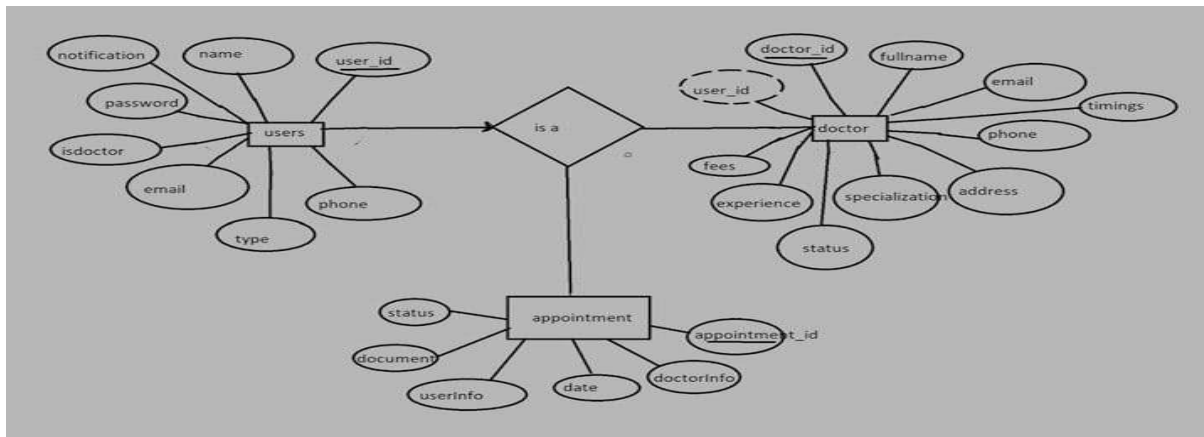 notification
name
user_id
password
users
isdoctor
email
type
phone
is a
doctor_id
fullname
user_id
email
timings
doctor
phone
fees
experience
specialization
address
status
status
appointment
appointment_id
document
userInfo
date
doctorInfo